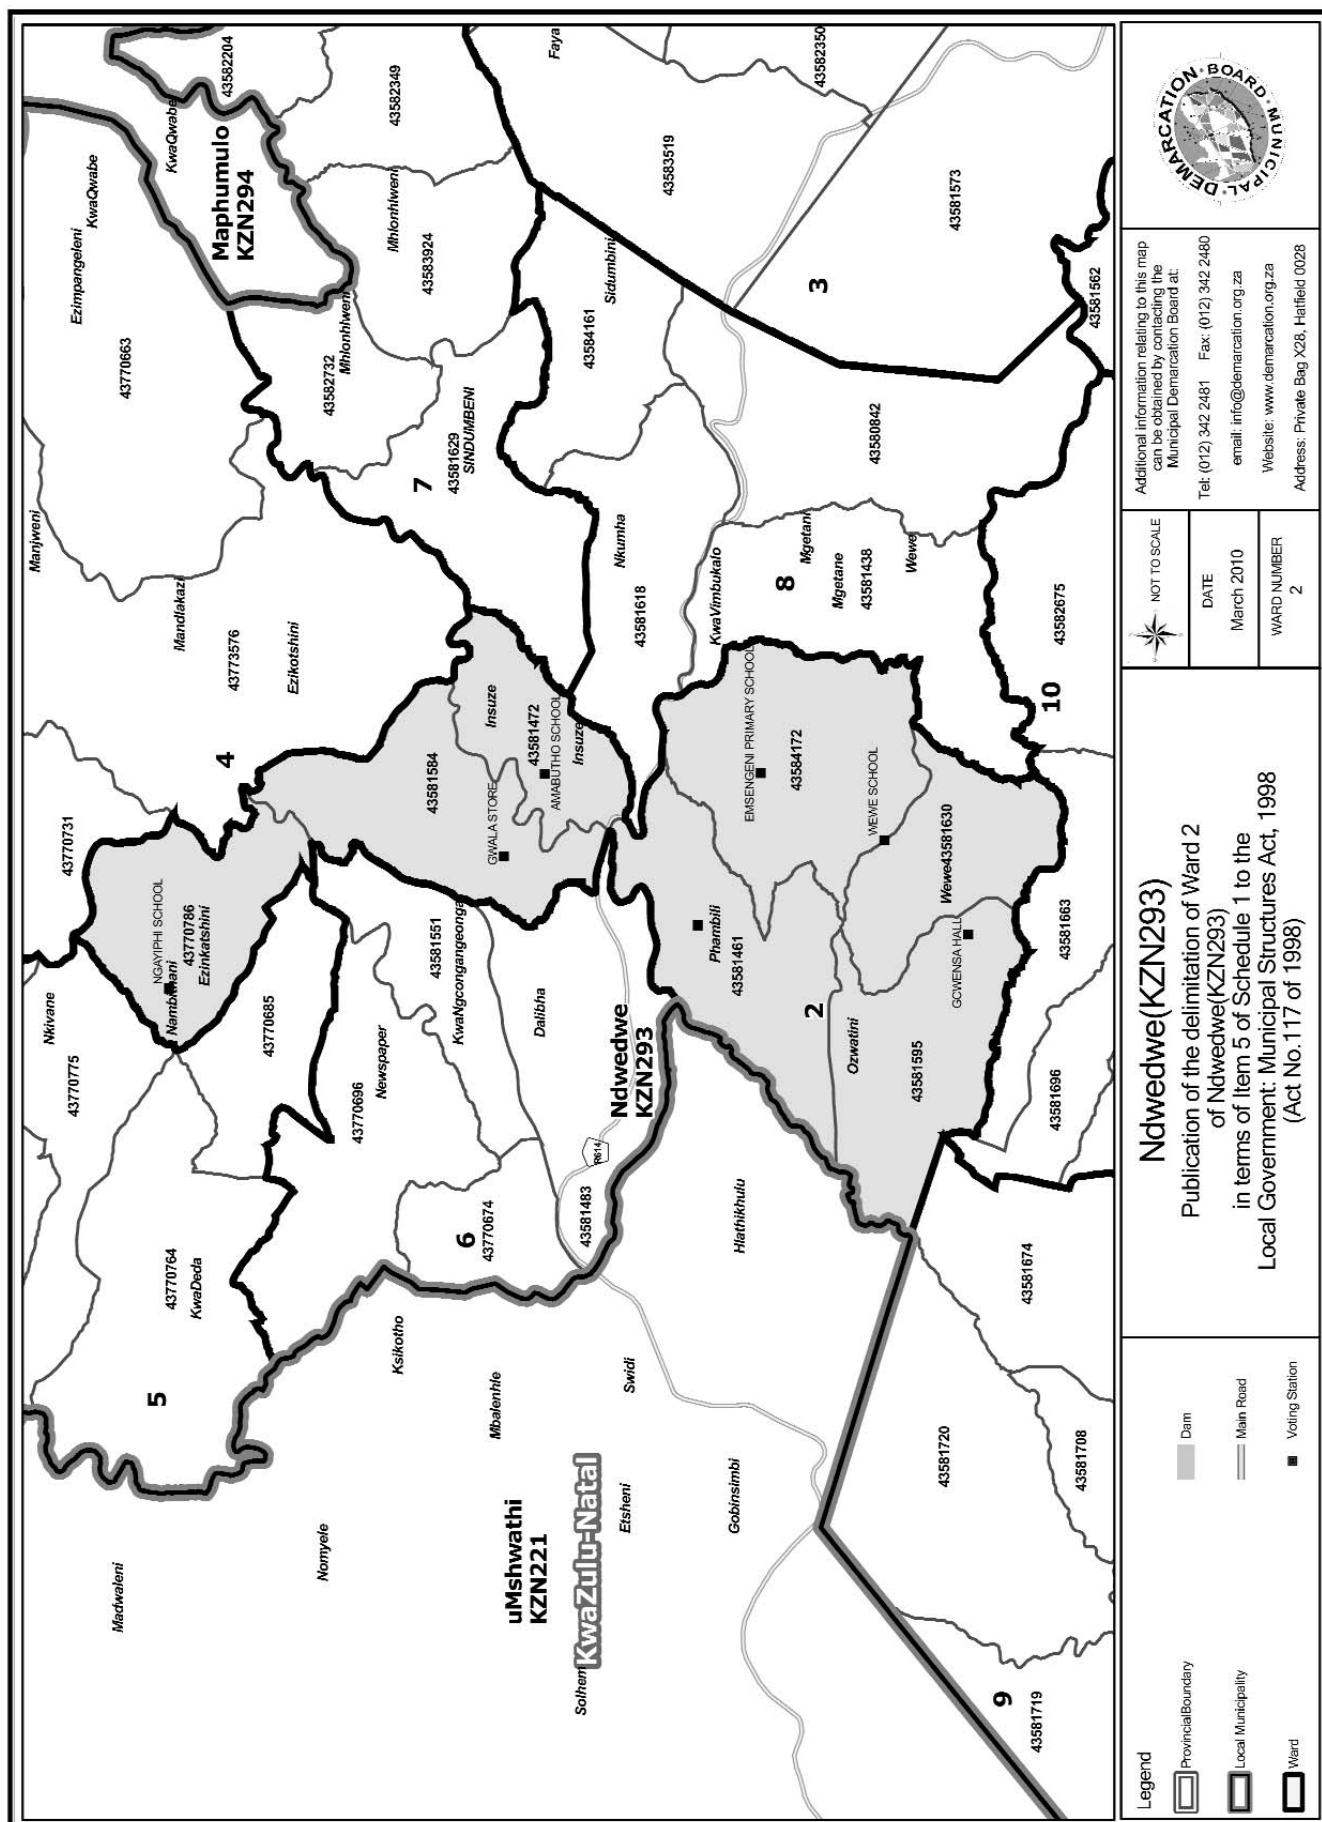 Madwaleni
Nomyele
uMshwathi
KZN221
KwaZulu-Natal
Solhem
Etsheni
Gobinsimbi
Swidi
Mbalenhle
Ksikotho
Hlathikhulu
5
43770764
KwaDeda
43770775
Nkivane
43770685
43770696
Newspaper
6
43770674
43581483
R614
Ndwedwe
KZN293
Dalibha
KwaNgcongangeonga
43581551
NGAYIPHI SCHOOL
43770786
Ezinkatshini
43770731
4
43581584
GWALA STORE
Insuze
43581472
AMABUTHO SCHOOL
Insuze
Manjweni
Mandlakazi
43773576
Ezikotshini
43770663
Ezimpangeleni
KwaQwabe
KwaQwabe
Maphumulo
KZN294
43582204
43582349
Mhlonhlweni
43583924
43582732
Mhlonhlweni
7
43581629
SINDUMBENI
43584161
Sidumbini
Faya
43583519
43582350
3
43581573
43581562
Nkumha
43581618
KwaVimbukalo
43580842
8
Mgetani
Mgetane
43581438
Wewe
43582675
10
EMSENGENI PRIMARY SCHOOL
43584172
WEWE SCHOOL
Wewe43581630
GCWENSA HALL
Phambili
43581461
2
Ozwatini
43581595
43581663
43581696
43581674
43581720
43581708
9
43581719
Legend
ProvincialBoundary
Local Municipality
Ward
Dam
Main Road
Voting Station
Ndwedwe(KZN293)
Publication of the delimitation of Ward 2
of Ndwedwe(KZN293)
in terms of Item 5 of Schedule 1 to the
Local Government: Municipal Structures Act, 1998
(Act No.117 of 1998)
NOT TO SCALE
DATE
March 2010
WARD NUMBER
2
Additional information relating to this map
can be obtained by contacting the
Municipal Demarcation Board at:
Tel: (012) 342 2481 Fax: (012) 3442 2480
email: info@demarcation.org.za
Website: www.demarcation.org.za
Address: Private Bag X28, Hatfield 0028
MUNICIPAL DEMARCATION BOARD